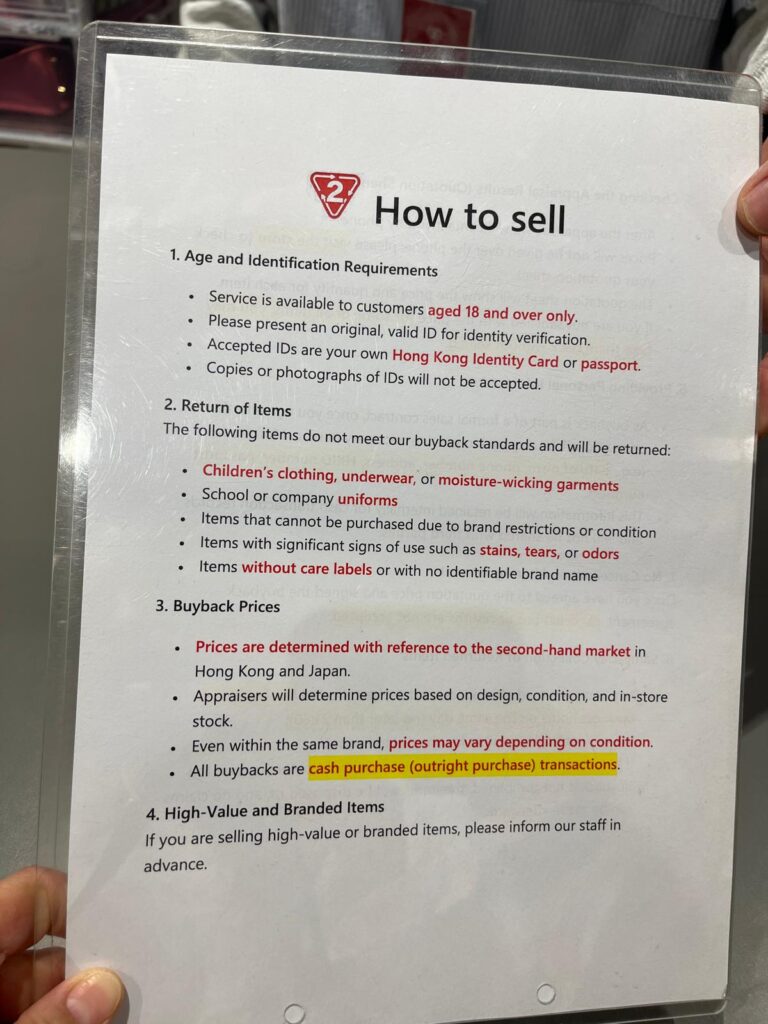 2
How to sell
1. Age and Identification Requirements
• Service is available to customers aged 18 and over only.
• Please present an original, valid ID for identity verification.
• Accepted IDs are your own Hong Kong Identity Card or passport.
• Copies or photographs of IDs will not be accepted.
2. Return of Items
The following items do not meet our buyback standards and will be returned:
• Children's clothing, underwear, or moisture-wicking garments
• School or company uniforms
• Items that cannot be purchased due to brand restrictions or condition
• Items with significant signs of use such as stains, tears, or odors
• Items without care labels or with no identifiable brand name
3. Buyback Prices
• Prices are determined with reference to the second-hand market in
Hong Kong and Japan.
• Appraisers will determine prices based on design, condition, and in-store
stock.
• Even within the same brand, prices may vary depending on condition.
• All buybacks are cash purchase (outright purchase) transactions.
4. High-Value and Branded Items
If you are selling high-value or branded items, please inform our staff in
advance.